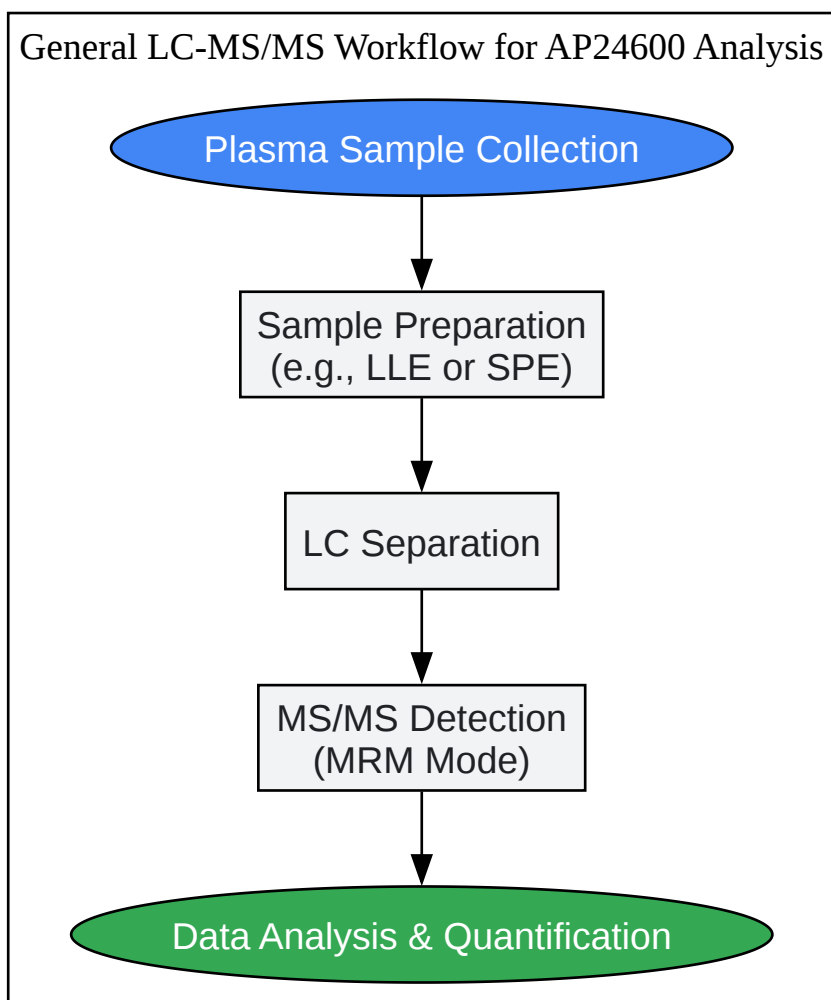 General LC-MS/MS Workflow for AP24600 Analysis
Plasma Sample Collection
Sample Preparation
(e.g., LLE or SPE)
LC Separation
MS/MS Detection
(MRM Mode)
Data Analysis & Quantification